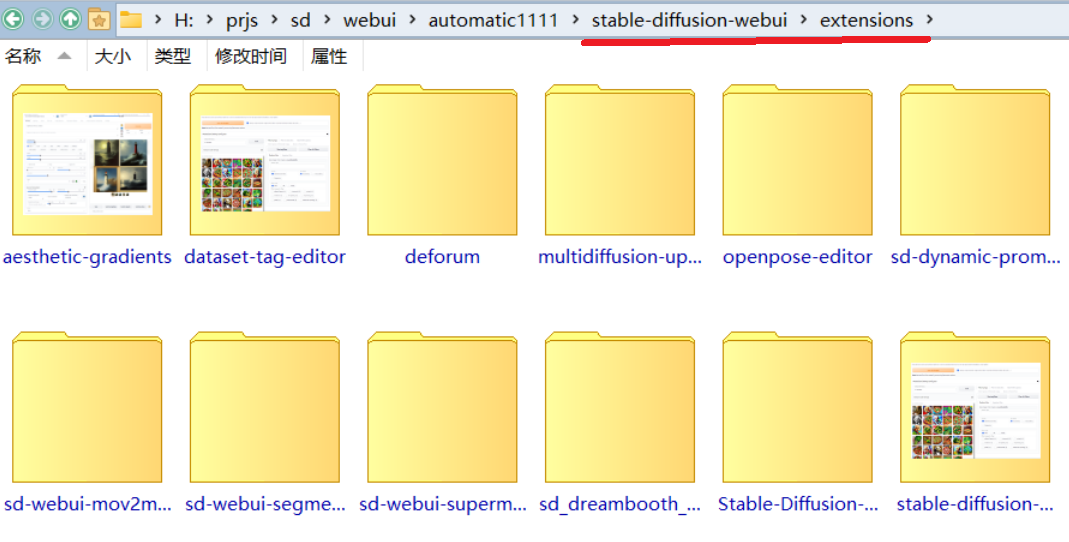 H: prjs sd webui automatic1111 stable-diffusion-webui extensions
名称 大小 类型 修改时间 属性
aesthetic-gradients dataset-tag-editor deforum multidiffusion-up... openpose-editor sd-dynamic-prom...
sd-webui-mov2m... sd-webui-segme... sd-webui-superm... sd_dreambooth_... Stable-Diffusion-... stable-diffusion-...